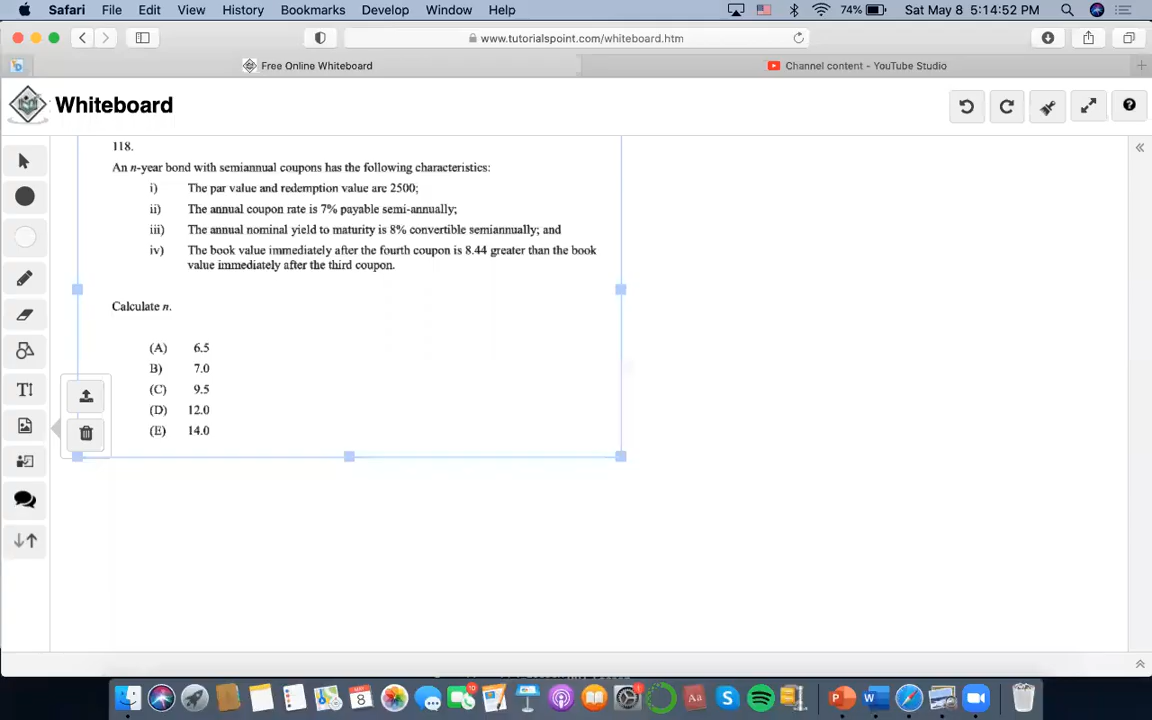 Safari File Edit View History Bookmarks Develop Window Help 74% Sat May 8 5:14:52 PM
www.tutorialspoint.com/whiteboard.htm
Free Online Whiteboard Channel content - YouTube Studio
Whiteboard
118.
An n-year bond with semiannual coupons has the following characteristics:
i) The par value and redemption value are 2500;
ii) The annual coupon rate is 7% payable semi-annually;
iii) The annual nominal yield to maturity is 8% convertible semiannually; and
iv) The book value immediately after the fourth coupon is 8.44 greater than the book
value immediately after the third coupon.
Calculate n.
(A) 6.5
B) 7.0
(C) 9.5
(D) 12.0
(E) 14.0